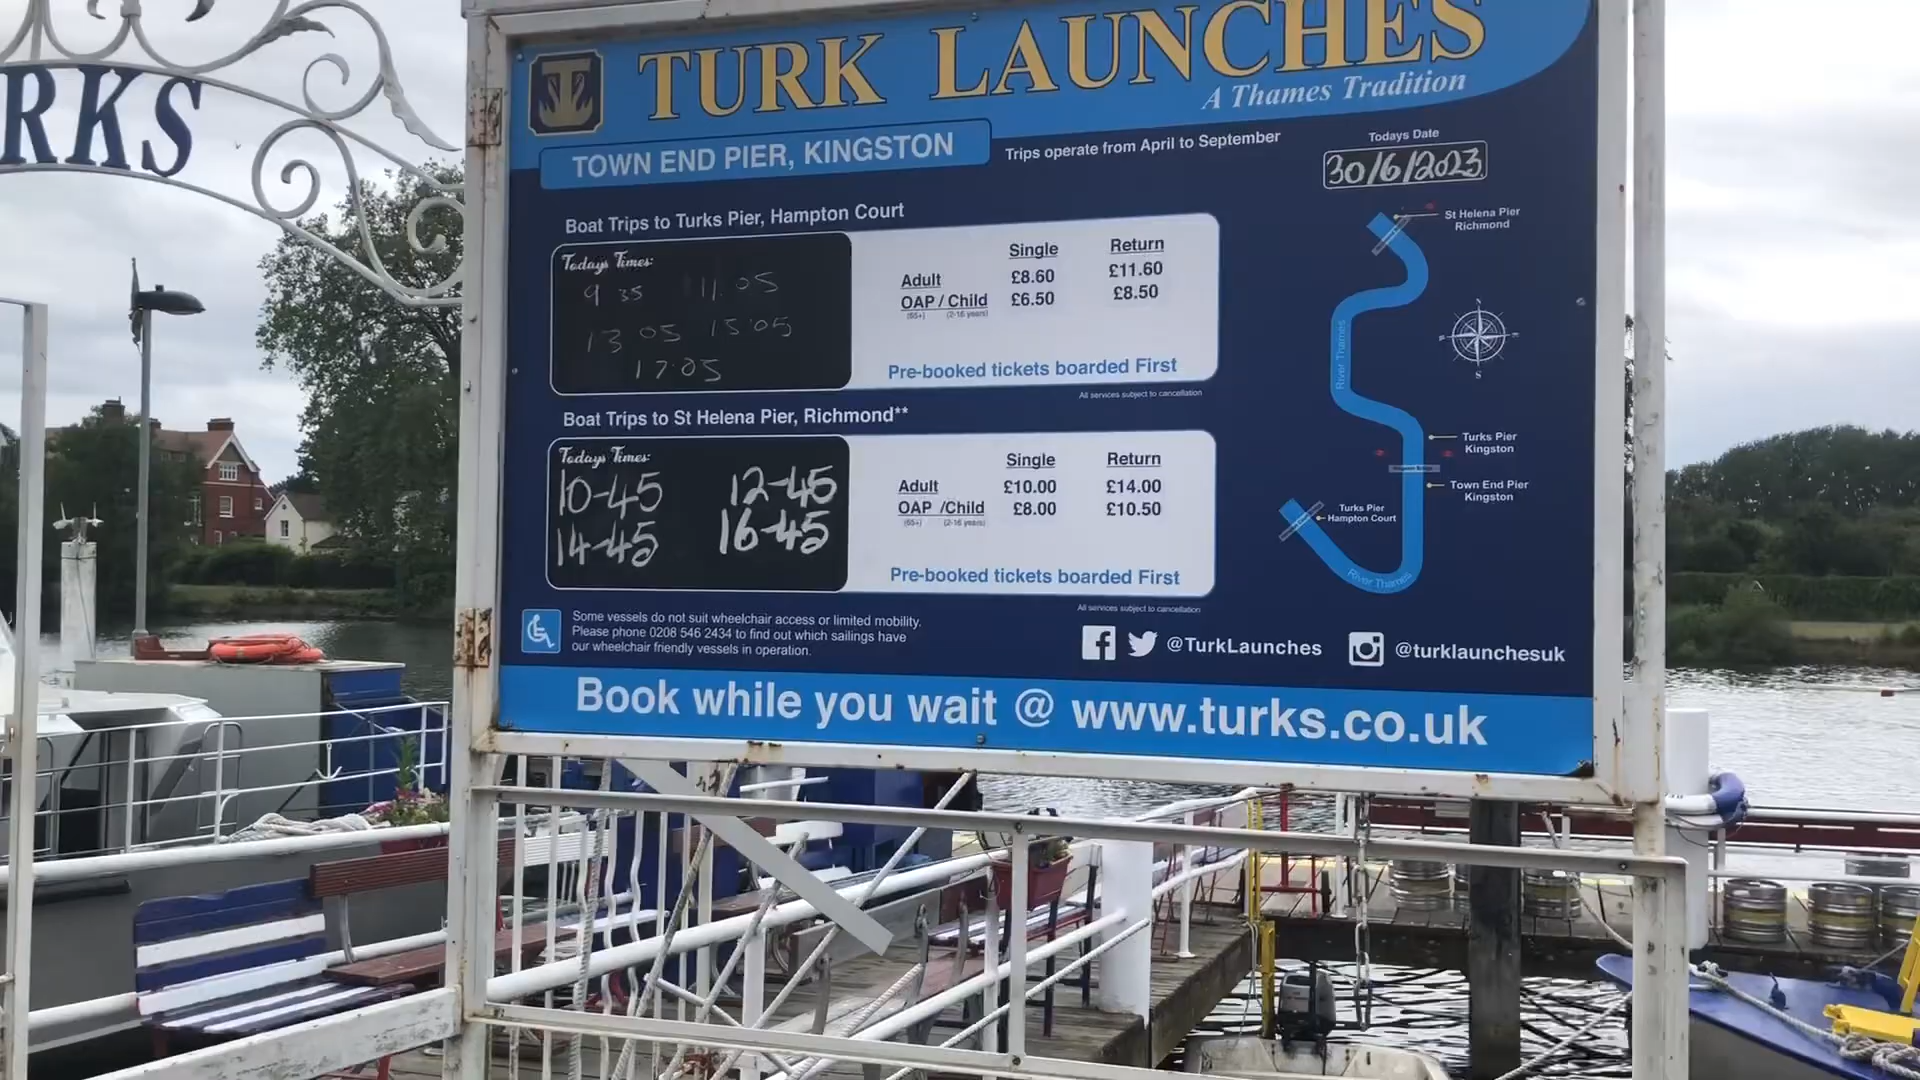 RKS
TURK LAUNCHES
A Thames Tradition
TOWN END PIER, KINGSTON
Trips operate from April to September
Todays Date
30/6/2023
Boat Trips to Turks Pier, Hampton Court
Todays Times:
9 35 11.05
13 05 15.05
17.05
Single Return
Adult £8.60 £11.60
OAP / Child £6.50 £8.50
(65+) (2-16 years)
Pre-booked tickets boarded First
All services subject to cancellation
Boat Trips to St Helena Pier, Richmond**
Todays Times:
10-45 12-45
14-45 16-45
Single Return
Adult £10.00 £14.00
OAP /Child £8.00 £10.50
(65+) (2-16 years)
Pre-booked tickets boarded First
All services subject to cancellation
St Helena Pier
Richmond
River Thames
N
S
Turks Pier
Kingston
Town End Pier
Kingston
Turks Pier
Hampton Court
River Thames
Some vessels do not suit wheelchair access or limited mobility.
Please phone 0208 546 2434 to find out which sailings have
our wheelchair friendly vessels in operation.
@TurkLaunches
@turklaunchesuk
Book while you wait @ www.turks.co.uk